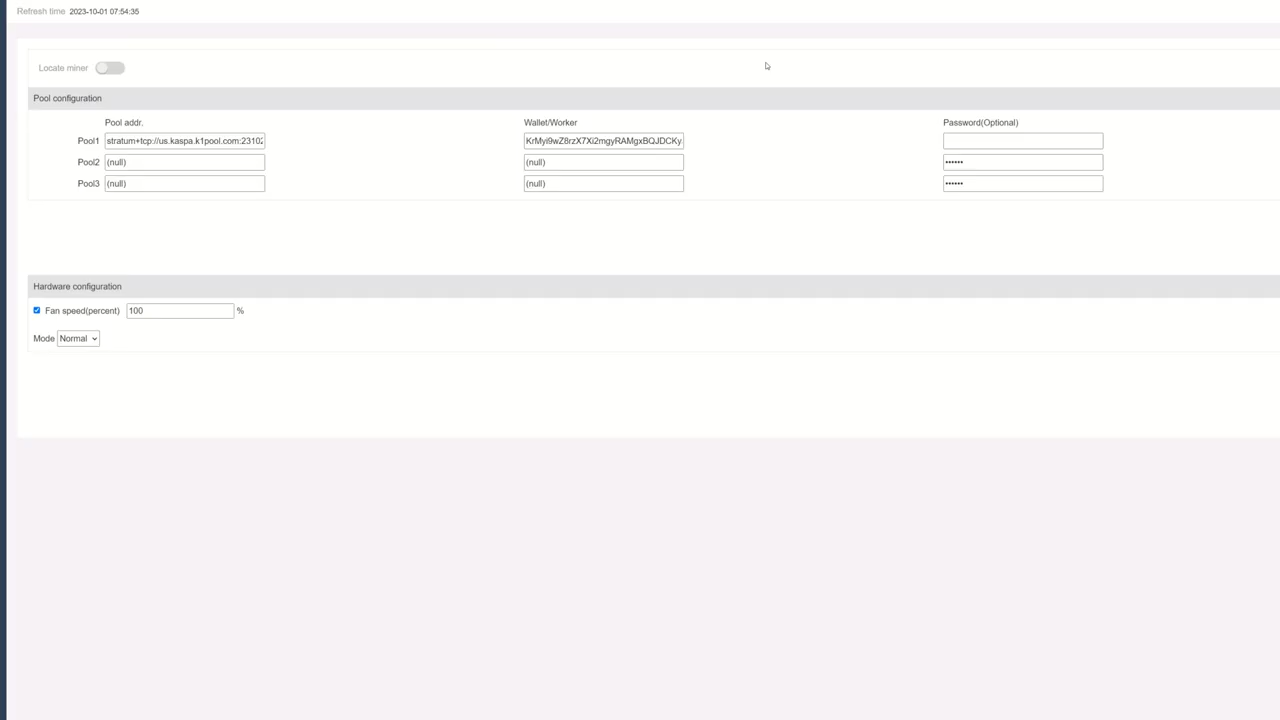 Refresh time 2023-10-01 07:54:35
Locate miner
Pool configuration
Pool addr. Wallet/Worker Password(Optional)
Pool1 stratum+tcp://us.kaspa.k1pool.com:2310 KrMyi9wZ8rzX7Xi2mgyRAMgxBQJDCKy
Pool2 (null) (null) ••••••
Pool3 (null) (null) ••••••
Hardware configuration
Fan speed(percent) 100 %
Mode Normal